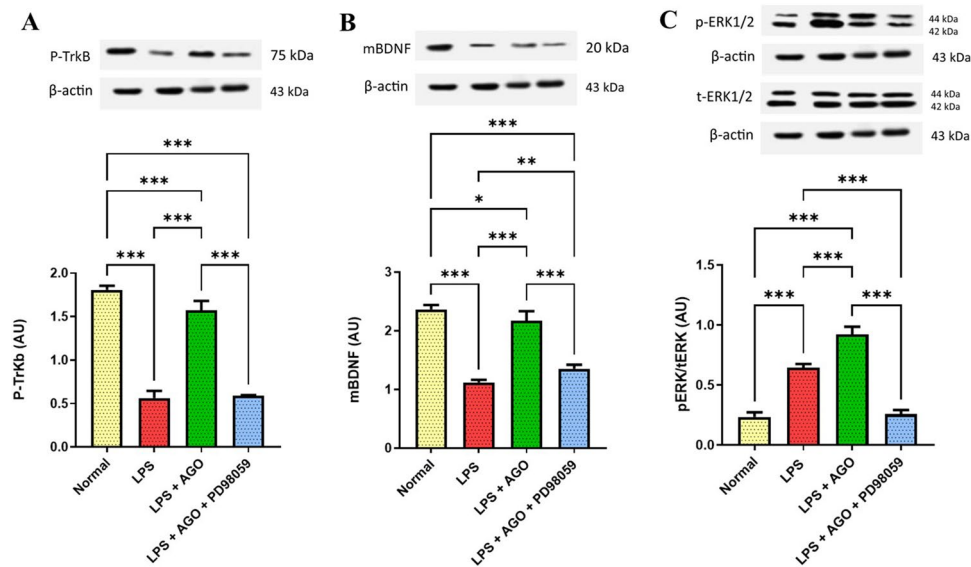 A
P-TrkB
75 kDa
β-actin
43 kDa
***
***
***
***
***
P-TrKb (AU)
2.0
1.5
1.0
0.5
0.0
Normal
LPS
LPS + AGO
LPS + AGO + PD98059
B
mBDNF
20 kDa
β-actin
43 kDa
***
**
*
***
***
***
mBDNF (AU)
3
2
1
0
Normal
LPS
LPS + AGO
LPS + AGO + PD98059
C
p-ERK1/2
44 kDa
42 kDa
β-actin
43 kDa
t-ERK1/2
44 kDa
42 kDa
β-actin
43 kDa
***
***
***
***
***
pERK/tERK (AU)
1.5
1.0
0.5
0.0
Normal
LPS
LPS + AGO
LPS + AGO + PD98059